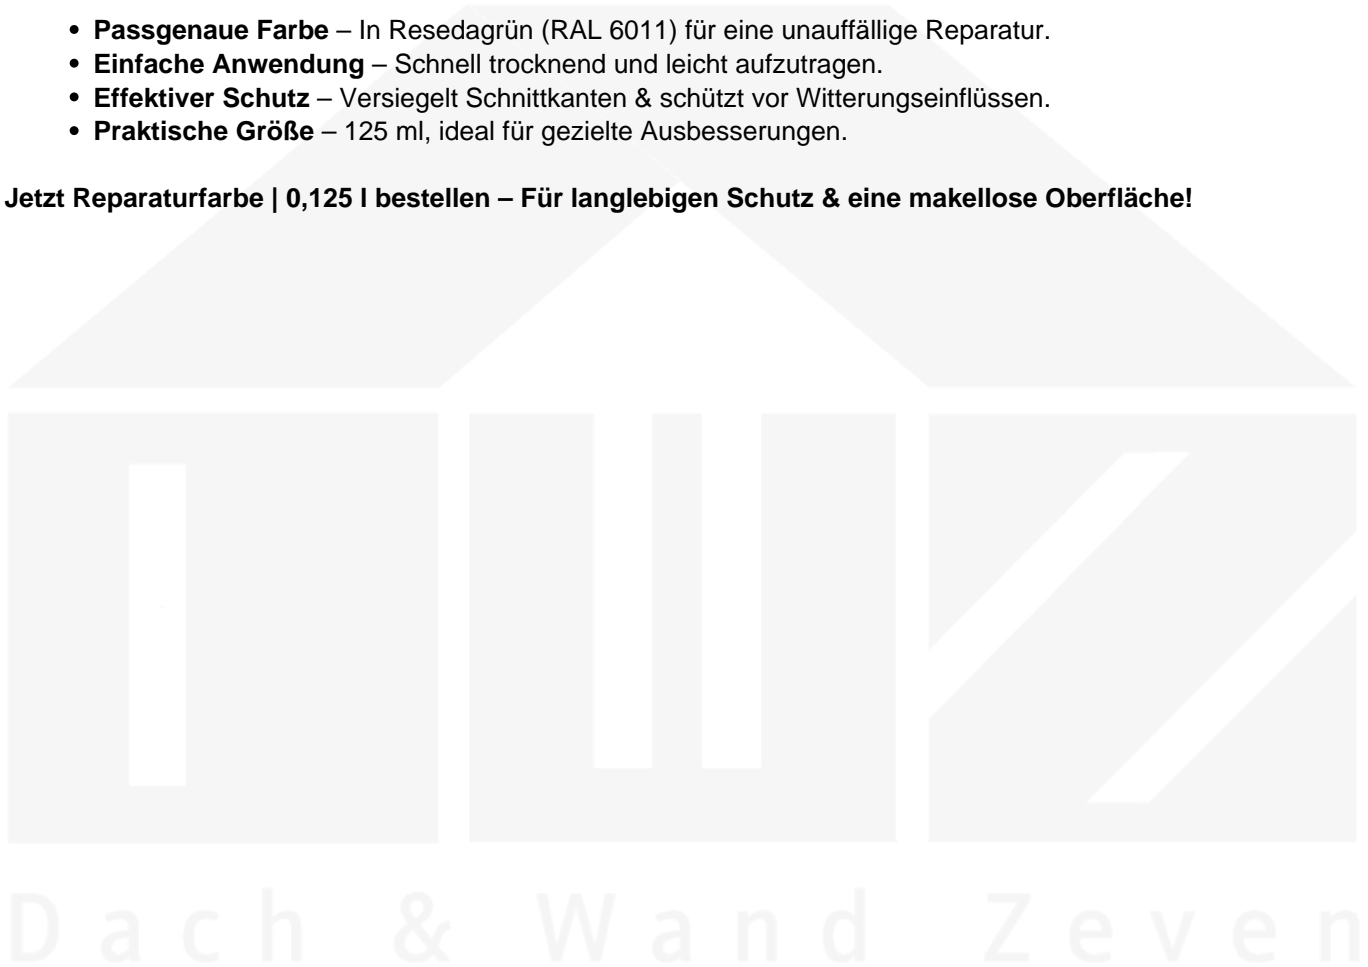 • Passgenaue Farbe – In Resedagrün (RAL 6011) für eine unauffällige Reparatur.
• Einfache Anwendung – Schnell trocknend und leicht aufzutragen.
• Effektiver Schutz – Versiegelt Schnittkanten & schützt vor Witterungseinflüssen.
• Praktische Größe – 125 ml, ideal für gezielte Ausbesserungen.
Jetzt Reparaturfarbe | 0,125 l bestellen – Für langlebigen Schutz & eine makellose Oberfläche!
Dach & Wand Zeven